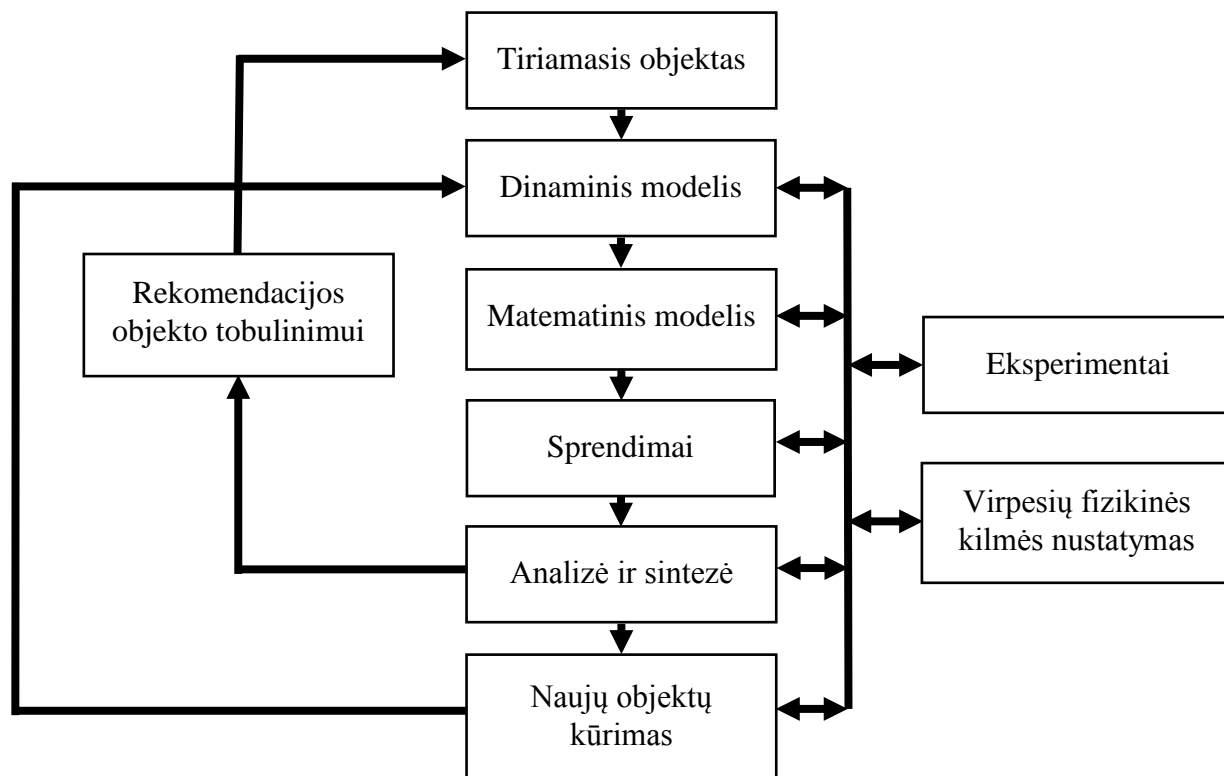 Tiriamasis objektas
Dinaminis modelis
Rekomendacijos
objekto tobulinimui
Matematinis modelis
Eksperimentai
Sprendimai
Virpesių fizikinės
kilmės nustatymas
Analizė ir sintezė
Naujų objektų
kūrimas